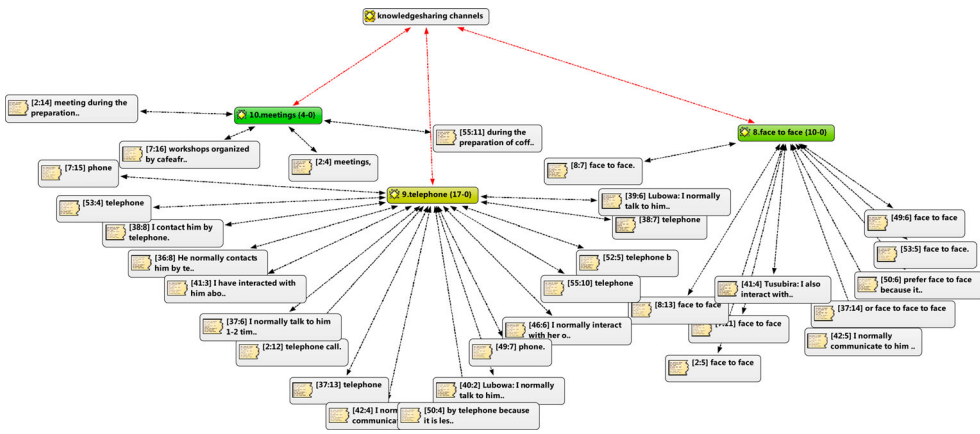 knowledgesharing channels
[2:14] meeting during the
preparation..
10.meetings (4-0)
[55:11] during the
preparation of coff..
8.face to face (10-0)
[7:16] workshops organized
by cafeafr..
[2:4] meetings,
[8:7] face to face.
[7:15] phone
9.telephone (17-0)
[39:6] Lubowa: I normally
talk to him..
[53:4] telephone
[38:8] I contact him by
telephone.
[38:7] telephone
[49:6] face to face
[36:8] He normally contacts
him by te..
[52:5] telephone b
[53:5] face to face.
[41:3] I have interacted with
him abo..
[55:10] telephone
[41:4] Tusubira: I also
interact with..
[50:6] prefer face to face
because it..
[8:13] face to face
[37:14] or face to face to face
[37:6] I normally talk to him
1-2 tim..
[46:6] I normally interact
with her o..
face to face
[42:5] I normally
communicate to him ..
[2:12] telephone call.
[49:7] phone.
[2:5] face to face
[37:13] telephone
[40:2] Lubowa: I normally
talk to him..
[42:4] I
[50:4] by telephone because
it is les..